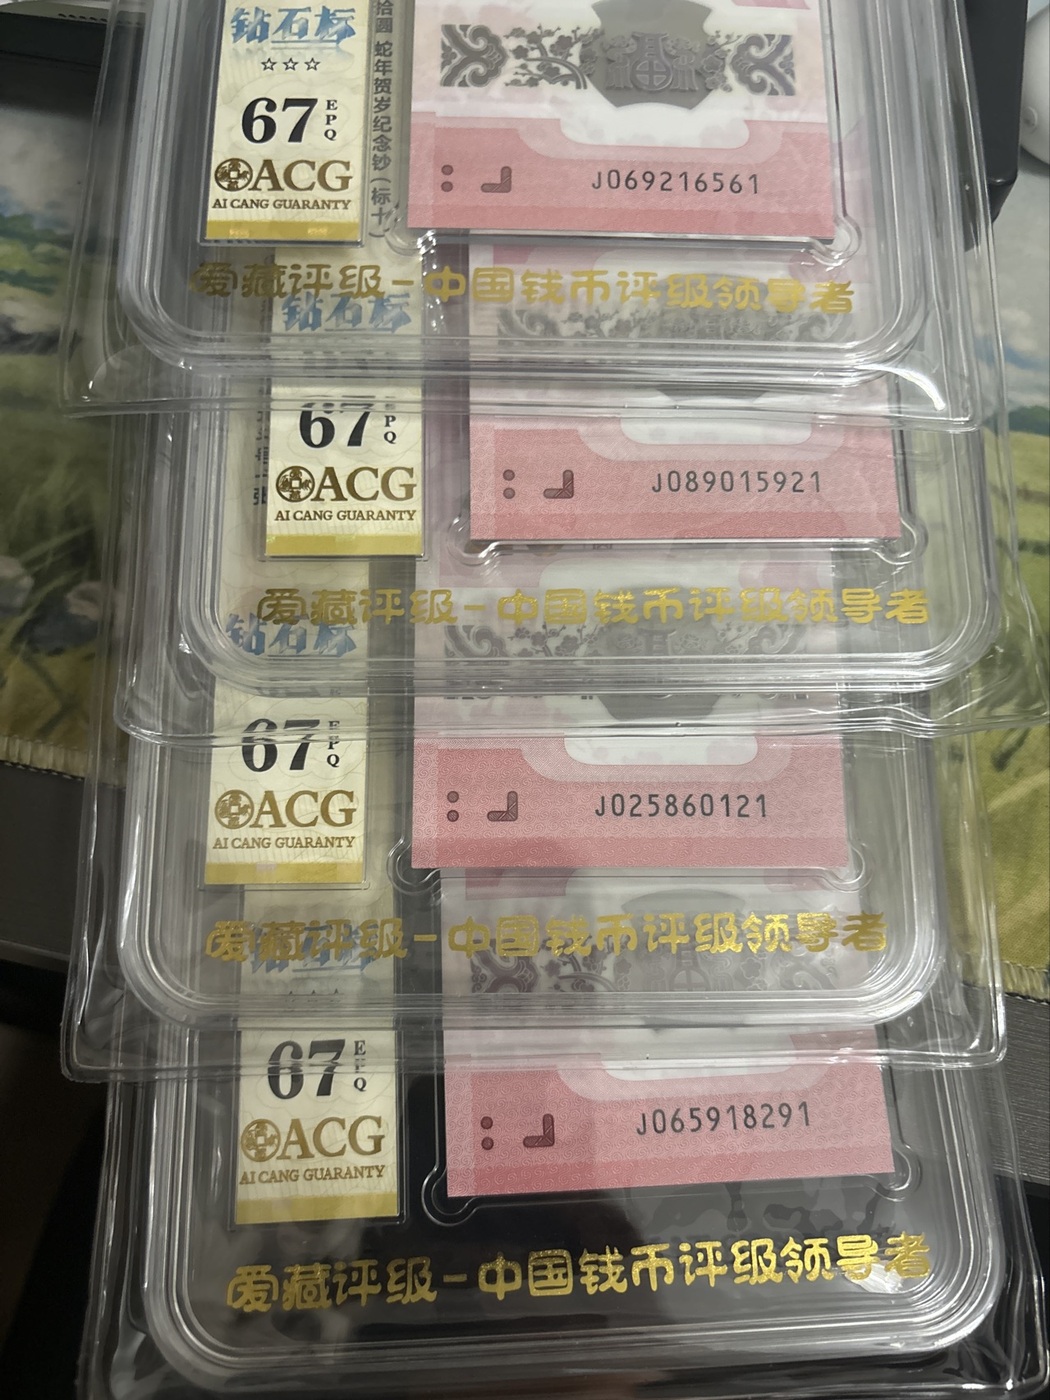 钻石标
☆☆☆
67 EPQ
ACG
AI CANG GUARANTY
拾圆 蛇年贺岁纪念钞(标十
J069216561
爱藏评级-中国钱币评级领导者
钻石标
67 EPQ
ACG
AI CANG GUARANTY
J089015921
爱藏评级-中国钱币评级领导者
钻石标
67 EPQ
ACG
AI CANG GUARANTY
J025860121
爱藏评级-中国钱币评级领导者
67 EPQ
ACG
AI CANG GUARANTY
J065918291
爱藏评级-中国钱币评级领导者